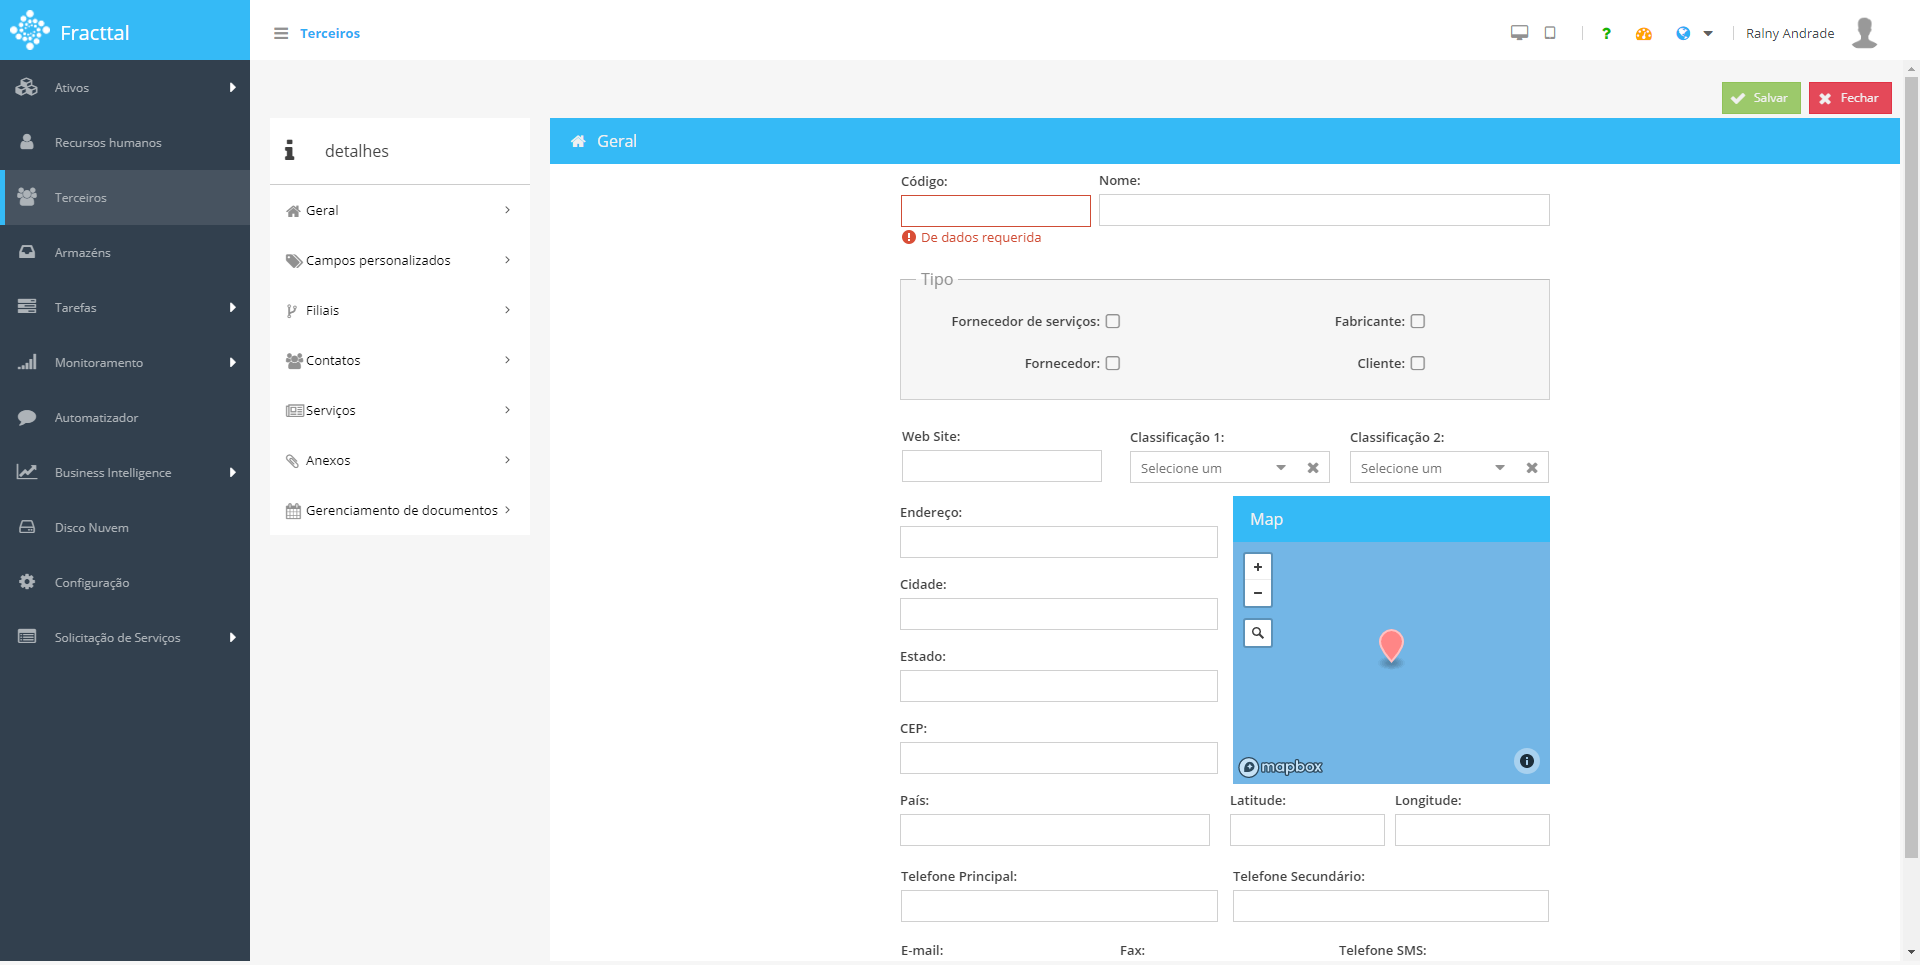 Fracttal
Terceiros
?
Ralny Andrade
Ativos
Recursos humanos
Terceiros
Armazéns
Tarefas
Monitoramento
Automatizador
Business Intelligence
Disco Nuvem
Configuração
Solicitação de Serviços
Salvar
Fechar
detalhes
Geral
Campos personalizados
Filiais
Contatos
Serviços
Anexos
Gerenciamento de documentos
Geral
Código:
Nome:
De dados requerida
Tipo
Fornecedor de serviços:
Fabricante:
Fornecedor:
Cliente:
Web Site:
Classificação 1:
Classificação 2:
Selecione um
Selecione um
Endereço:
Map
+
−
Cidade:
Estado:
CEP:
mapbox
País:
Latitude:
Longitude:
Telefone Principal:
Telefone Secundário:
E-mail:
Fax:
Telefone SMS: